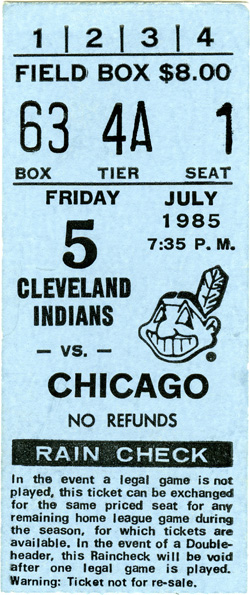 1 | 2 | 3 | 4
FIELD BOX $8.00
63 4A 1
BOX TIER SEAT
FRIDAY JULY
5 1985
7:35 P. M.
CLEVELAND
INDIANS
— VS. —
CHICAGO
NO REFUNDS
RAIN CHECK
In the event a legal game is not
played, this ticket can be exchanged
for the same priced seat for any
remaining home league game during
the season, for which tickets are
available. In the event of a Double-
header, this Raincheck will be void
after one legal game is played.
Warning: Ticket not for re-sale.